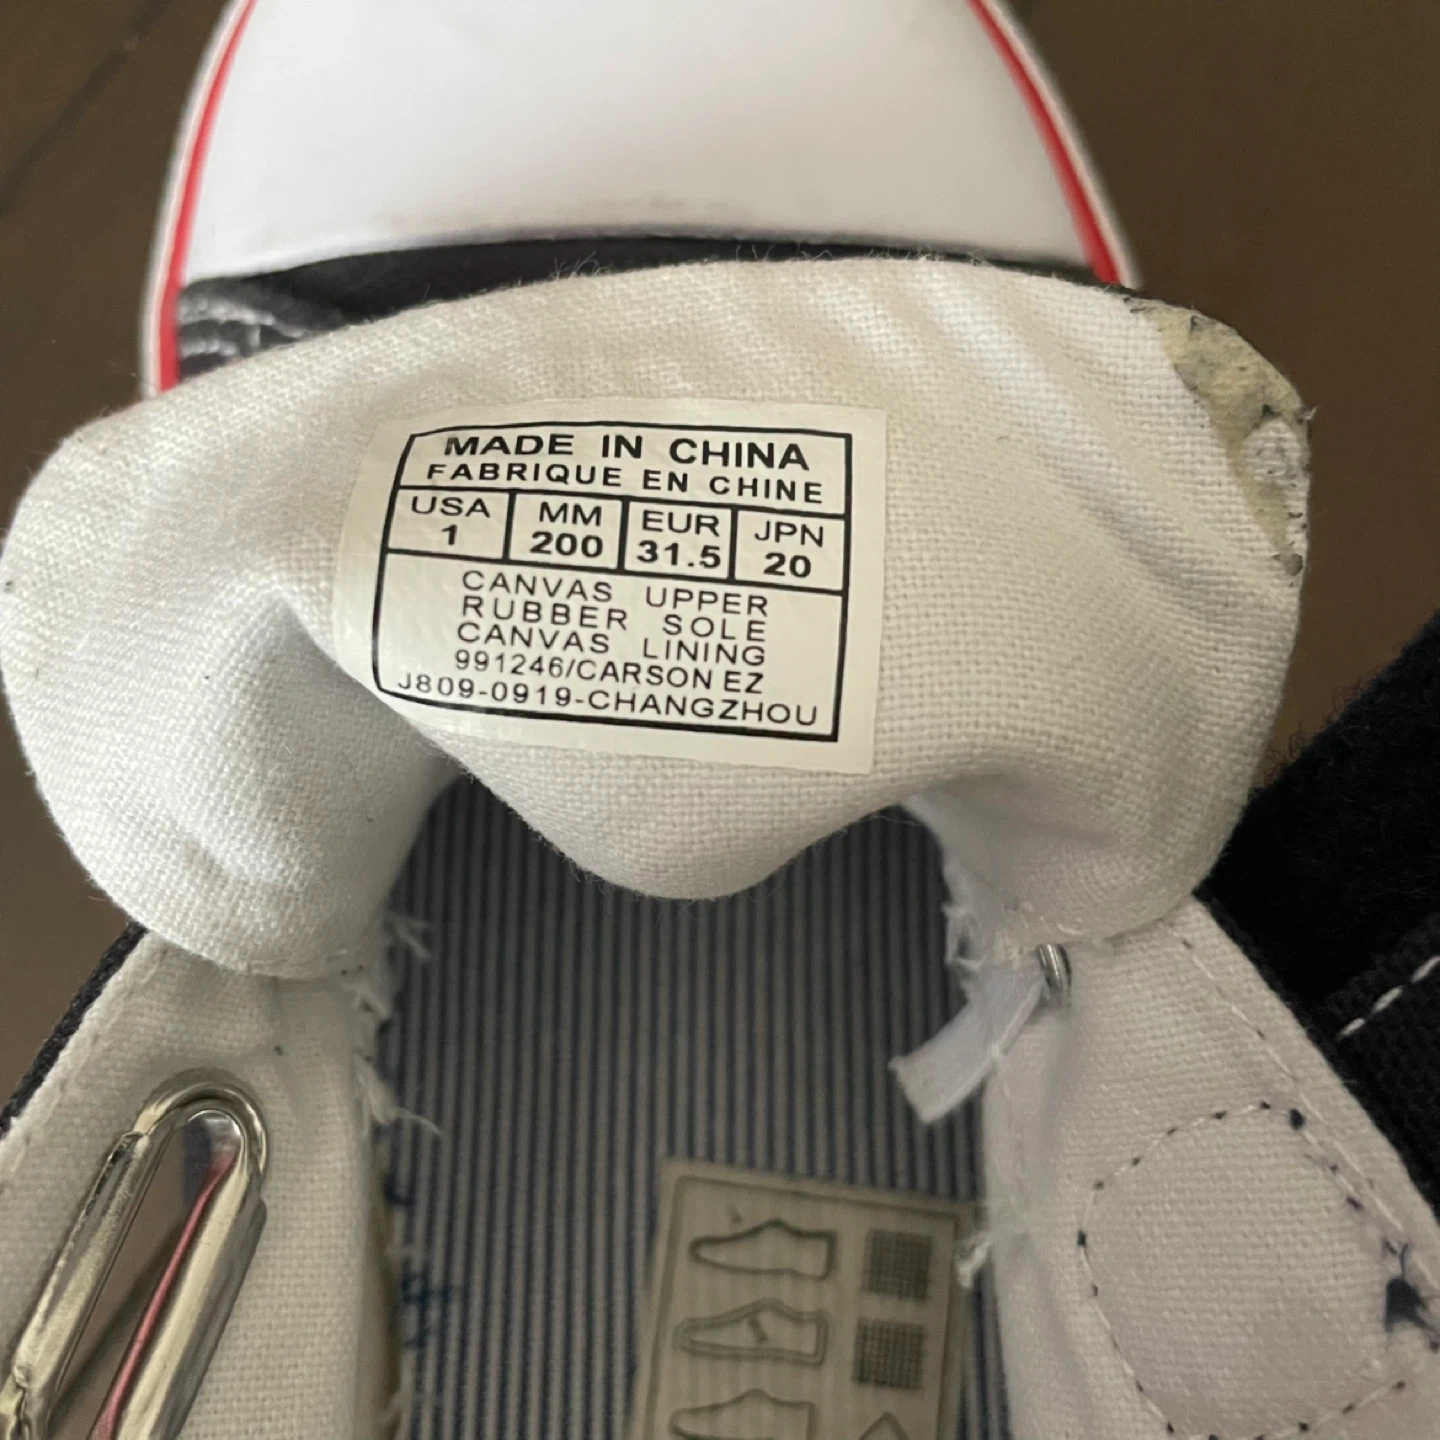 MADE IN CHINA
FABRIQUE EN CHINE
USA MM EUR JPN
1 200 31.5 20
CANVAS UPPER
RUBBER SOLE
CANVAS LINING
991246/CARSON EZ
J809-0919-CHANGZHOU